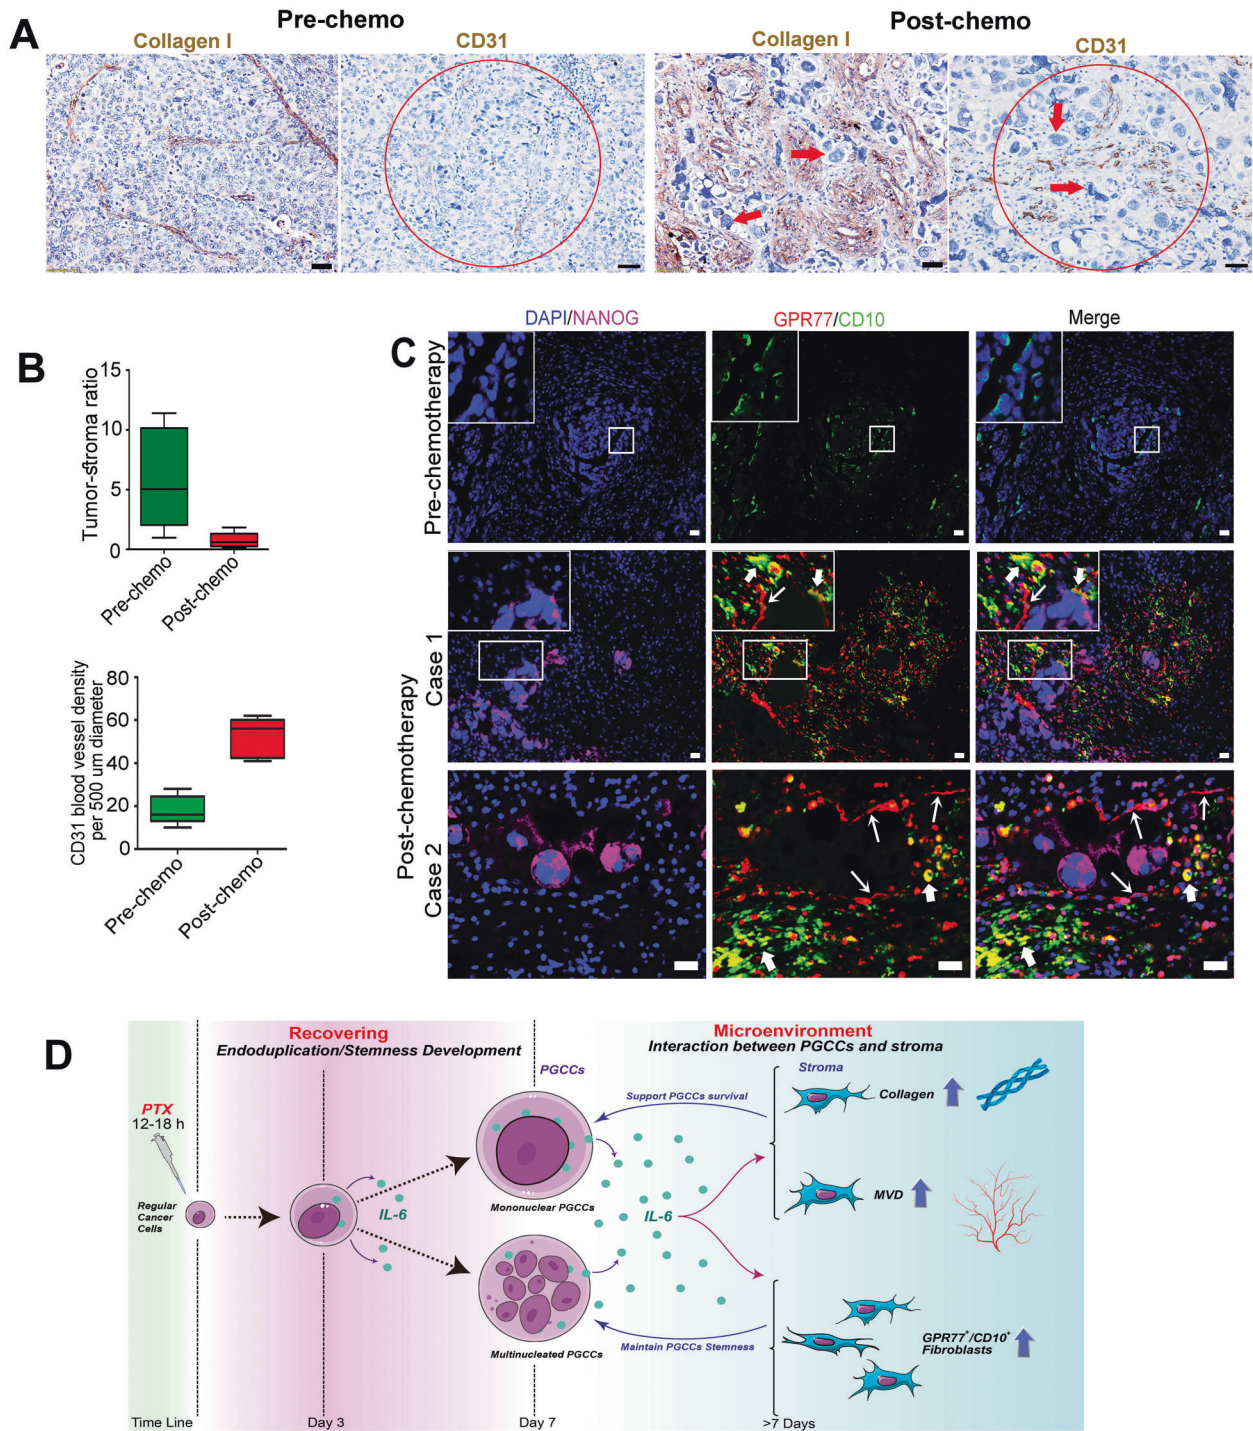 A
Pre-chemo
Post-chemo
Collagen I
CD31
Collagen I
CD31
B
Tumor-stroma ratio
15
10
5
0
Pre-chemo
Post-chemo
CD31 blood vessel density
per 500 um diameter
80
60
40
20
0
Pre-chemo
Post-chemo
C
DAPI/NANOG
GPR77/CD10
Merge
Pre-chemotherapy
Post-chemotherapy
Case 1
Case 2
D
Recovering
Endoduplication/Stemness Development
Microenvironment
Interaction between PGCCs and stroma
PTX
12-18 h
Regular
Cancer
Cells
IL-6
PGCCs
Mononuclear PGCCs
Multinucleated PGCCs
Support PGCCs survival
IL-6
Maintain PGCCs Stemness
Stroma
Collagen
MVD
GPR77+/CD10+
Fibroblasts
Time Line
Day 3
Day 7
>7 Days